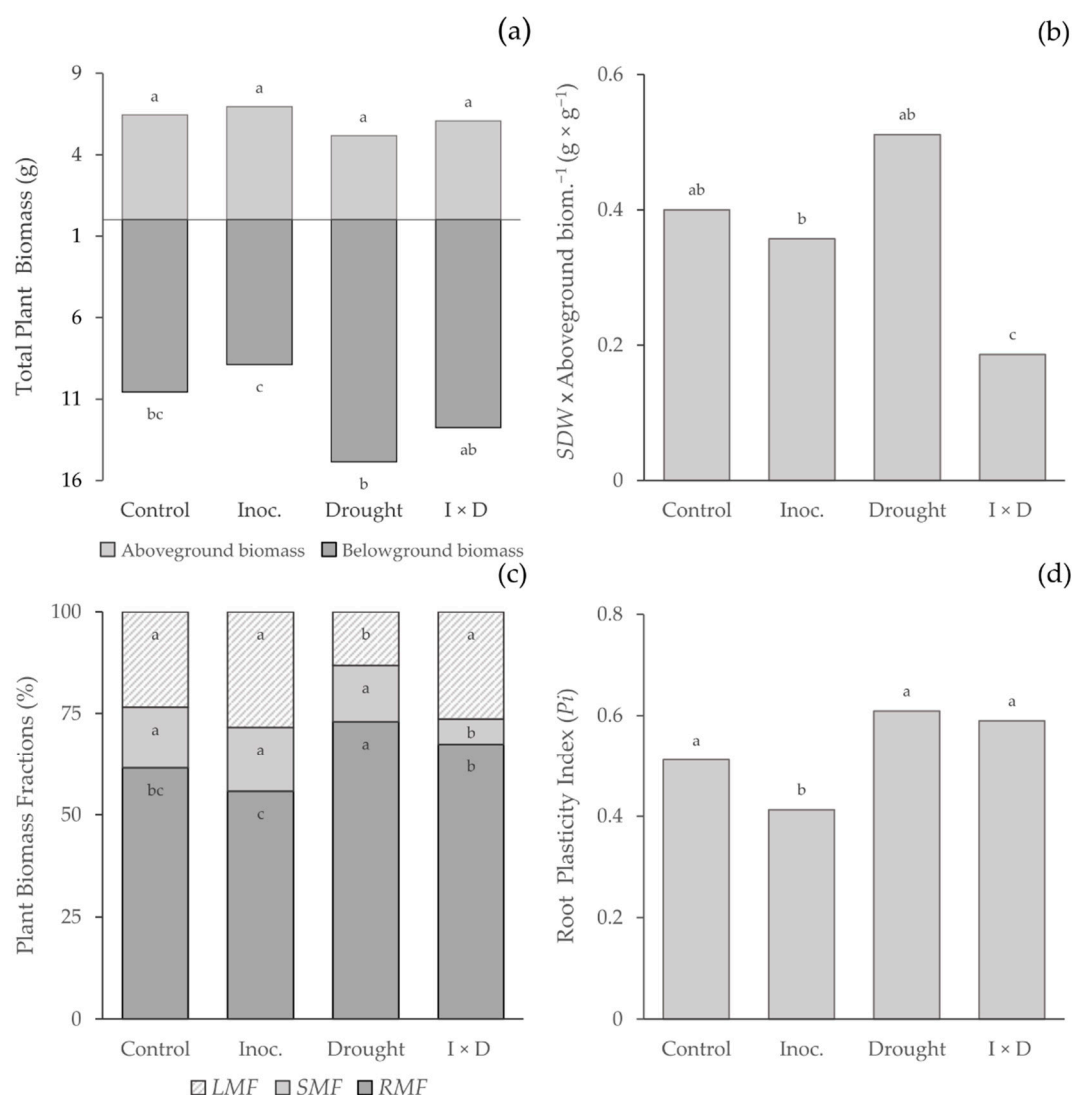 (a)
Total Plant Biomass (g)
9
4
1
6
11
16
a
a
a
a
bc
c
b
ab
Control Inoc. Drought I × D
Aboveground biomass Belowground biomass
(b)
SDW x Aboveground biom.⁻¹ (g × g⁻¹)
0.6
0.4
0.2
0
ab
b
ab
c
Control Inoc. Drought I × D
(c)
Plant Biomass Fractions (%)
100
75
50
25
0
a a b a
a a a b
bc c a b
Control Inoc. Drought I × D
LMF SMF RMF
(d)
Root Plasticity Index (Pi)
0.8
0.6
0.4
0.2
0
a
b
a
a
Control Inoc. Drought I × D